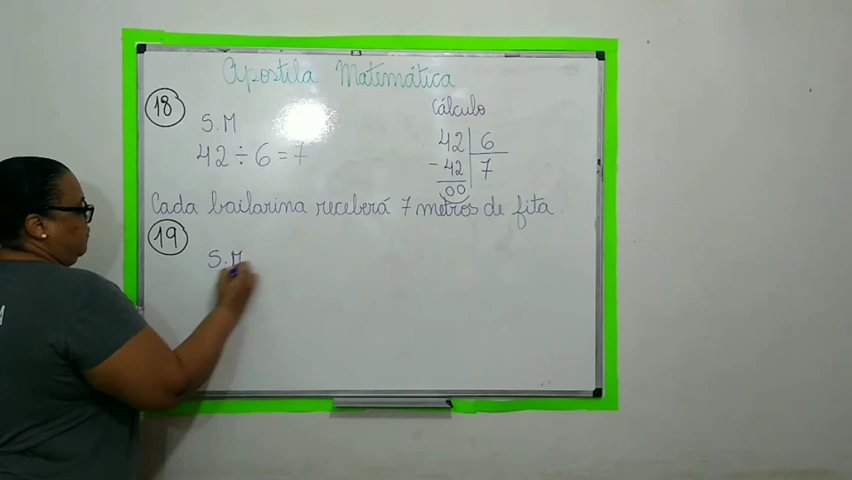 Apostila Matimática
18
S.M
42 ÷ 6 = 7
Cálculo
42 6
- 42 7
00
Cada bailarina receberá 7 metros de fita.
19
S.M